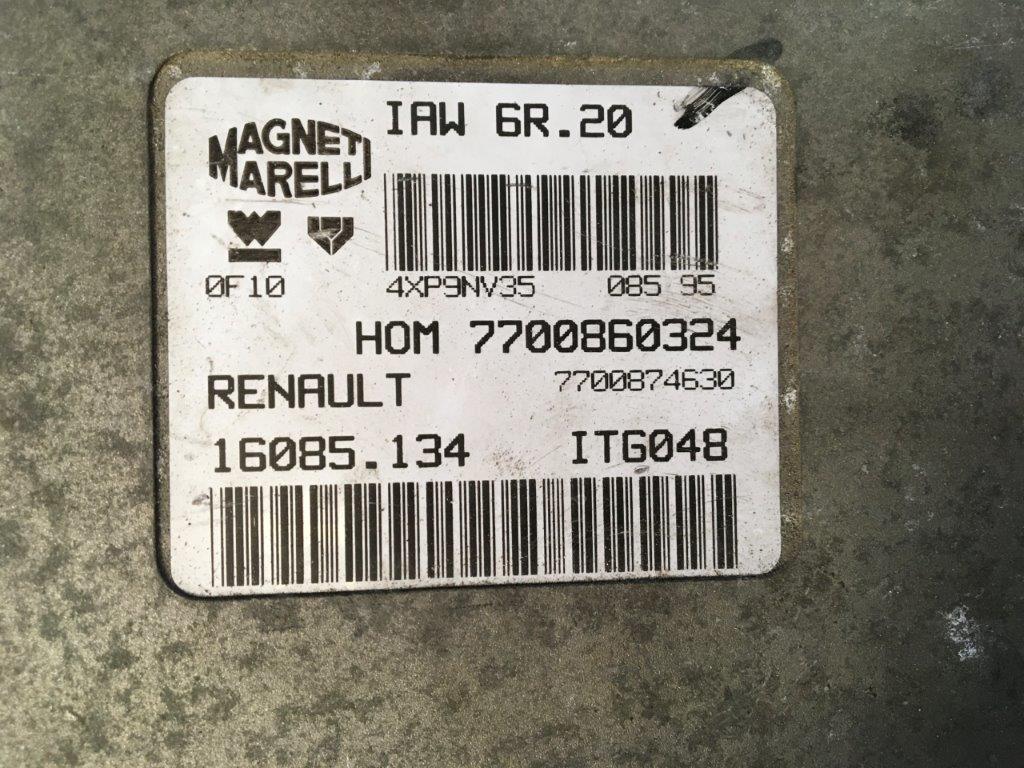 IAW 6R.20
MAGNETI
MARELLI
0F10
4XP9NV35 085 95
HOM 7700860324
RENAULT 7700874630
16085.134 ITG048